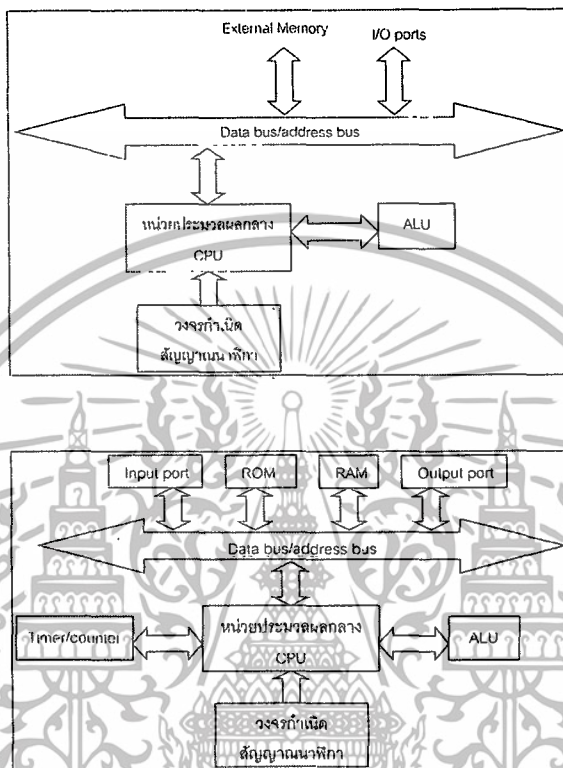 External Memory
I/O ports
Data bus/address bus
หน่วยประมวลผลกลาง
CPU
ALU
วงจรกำเนิด
สัญญาณนาฬิกา
Input port
ROM
RAM
Output port
Data bus/address bus
Timer/counter
หน่วยประมวลผลกลาง
CPU
ALU
วงจรกำเนิด
สัญญาณนาฬิกา